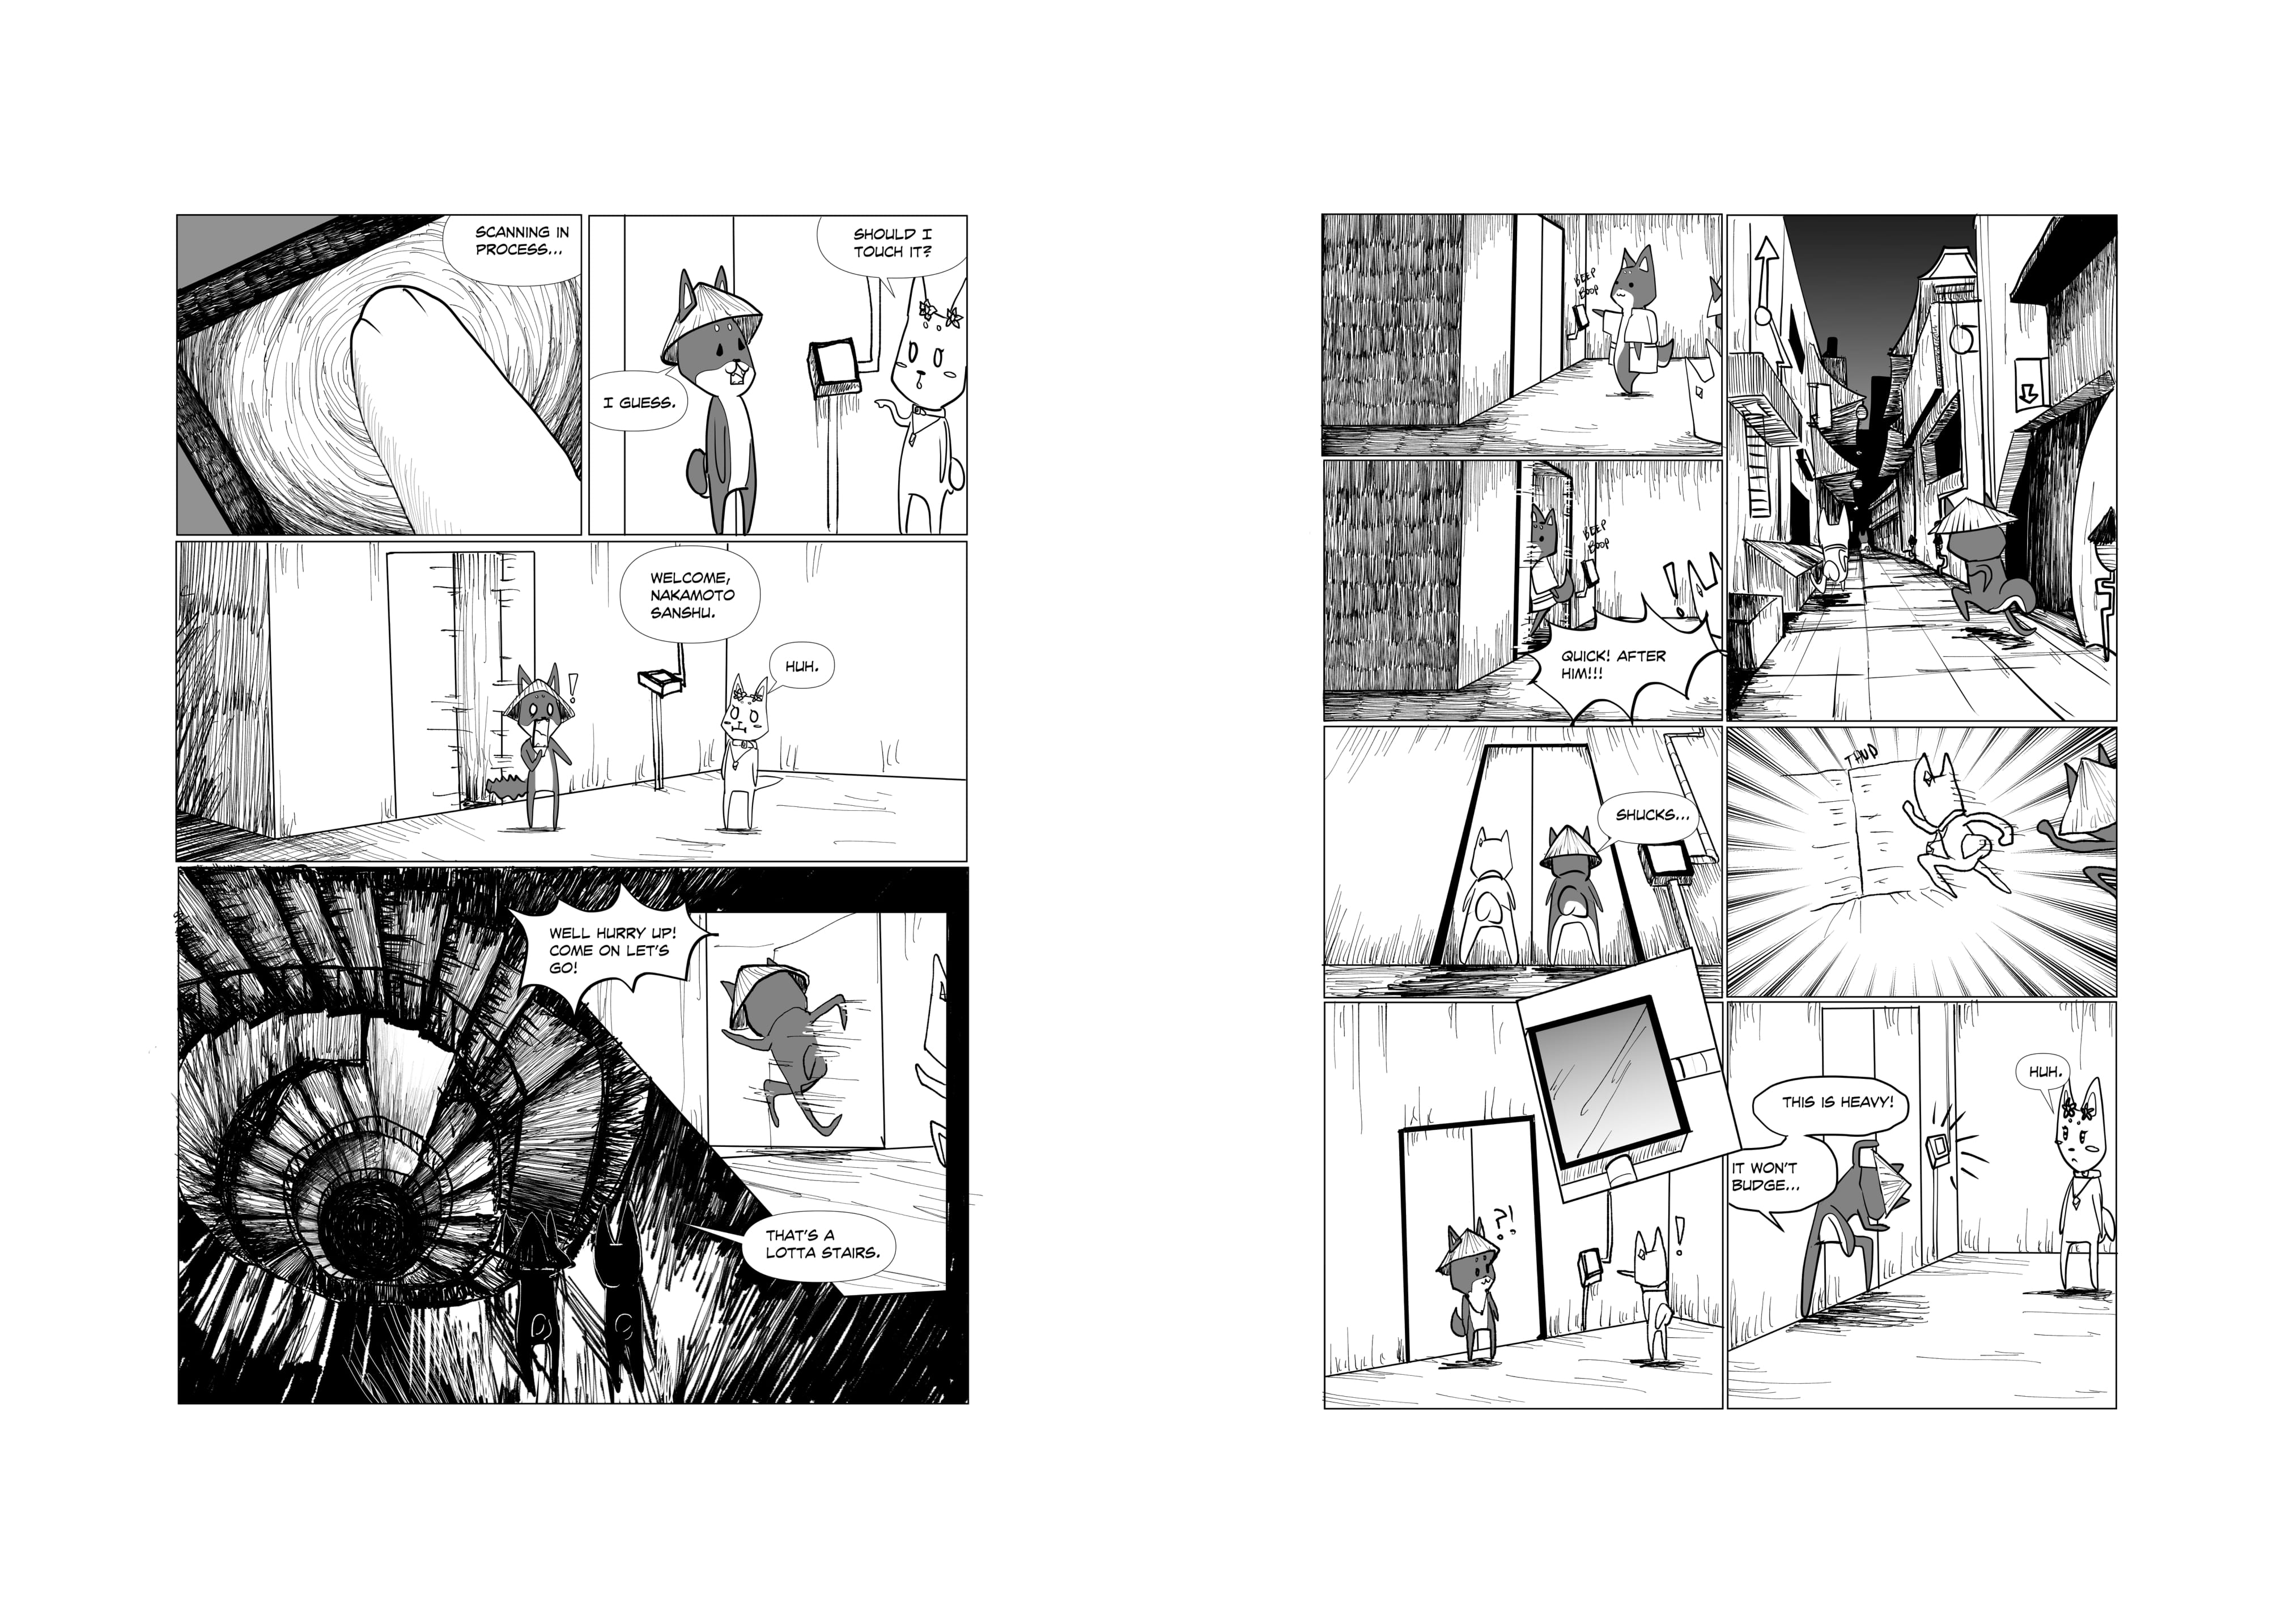 BEEP
BOOP
BEEP
BOOP
!
QUICK! AFTER
HIM!!!
THUD
SHUCKS...
HUH.
THIS IS HEAVY!
IT WON'T
BUDGE...
!
?!
SHOULD I
TOUCH IT?
I GUESS.
SCANNING IN
PROCESS...
WELCOME,
NAKAMOTO
SANSHU.
HUH.
!
WELL HURRY UP!
COME ON LET'S
GO!
THAT'S A
LOTTA STAIRS.